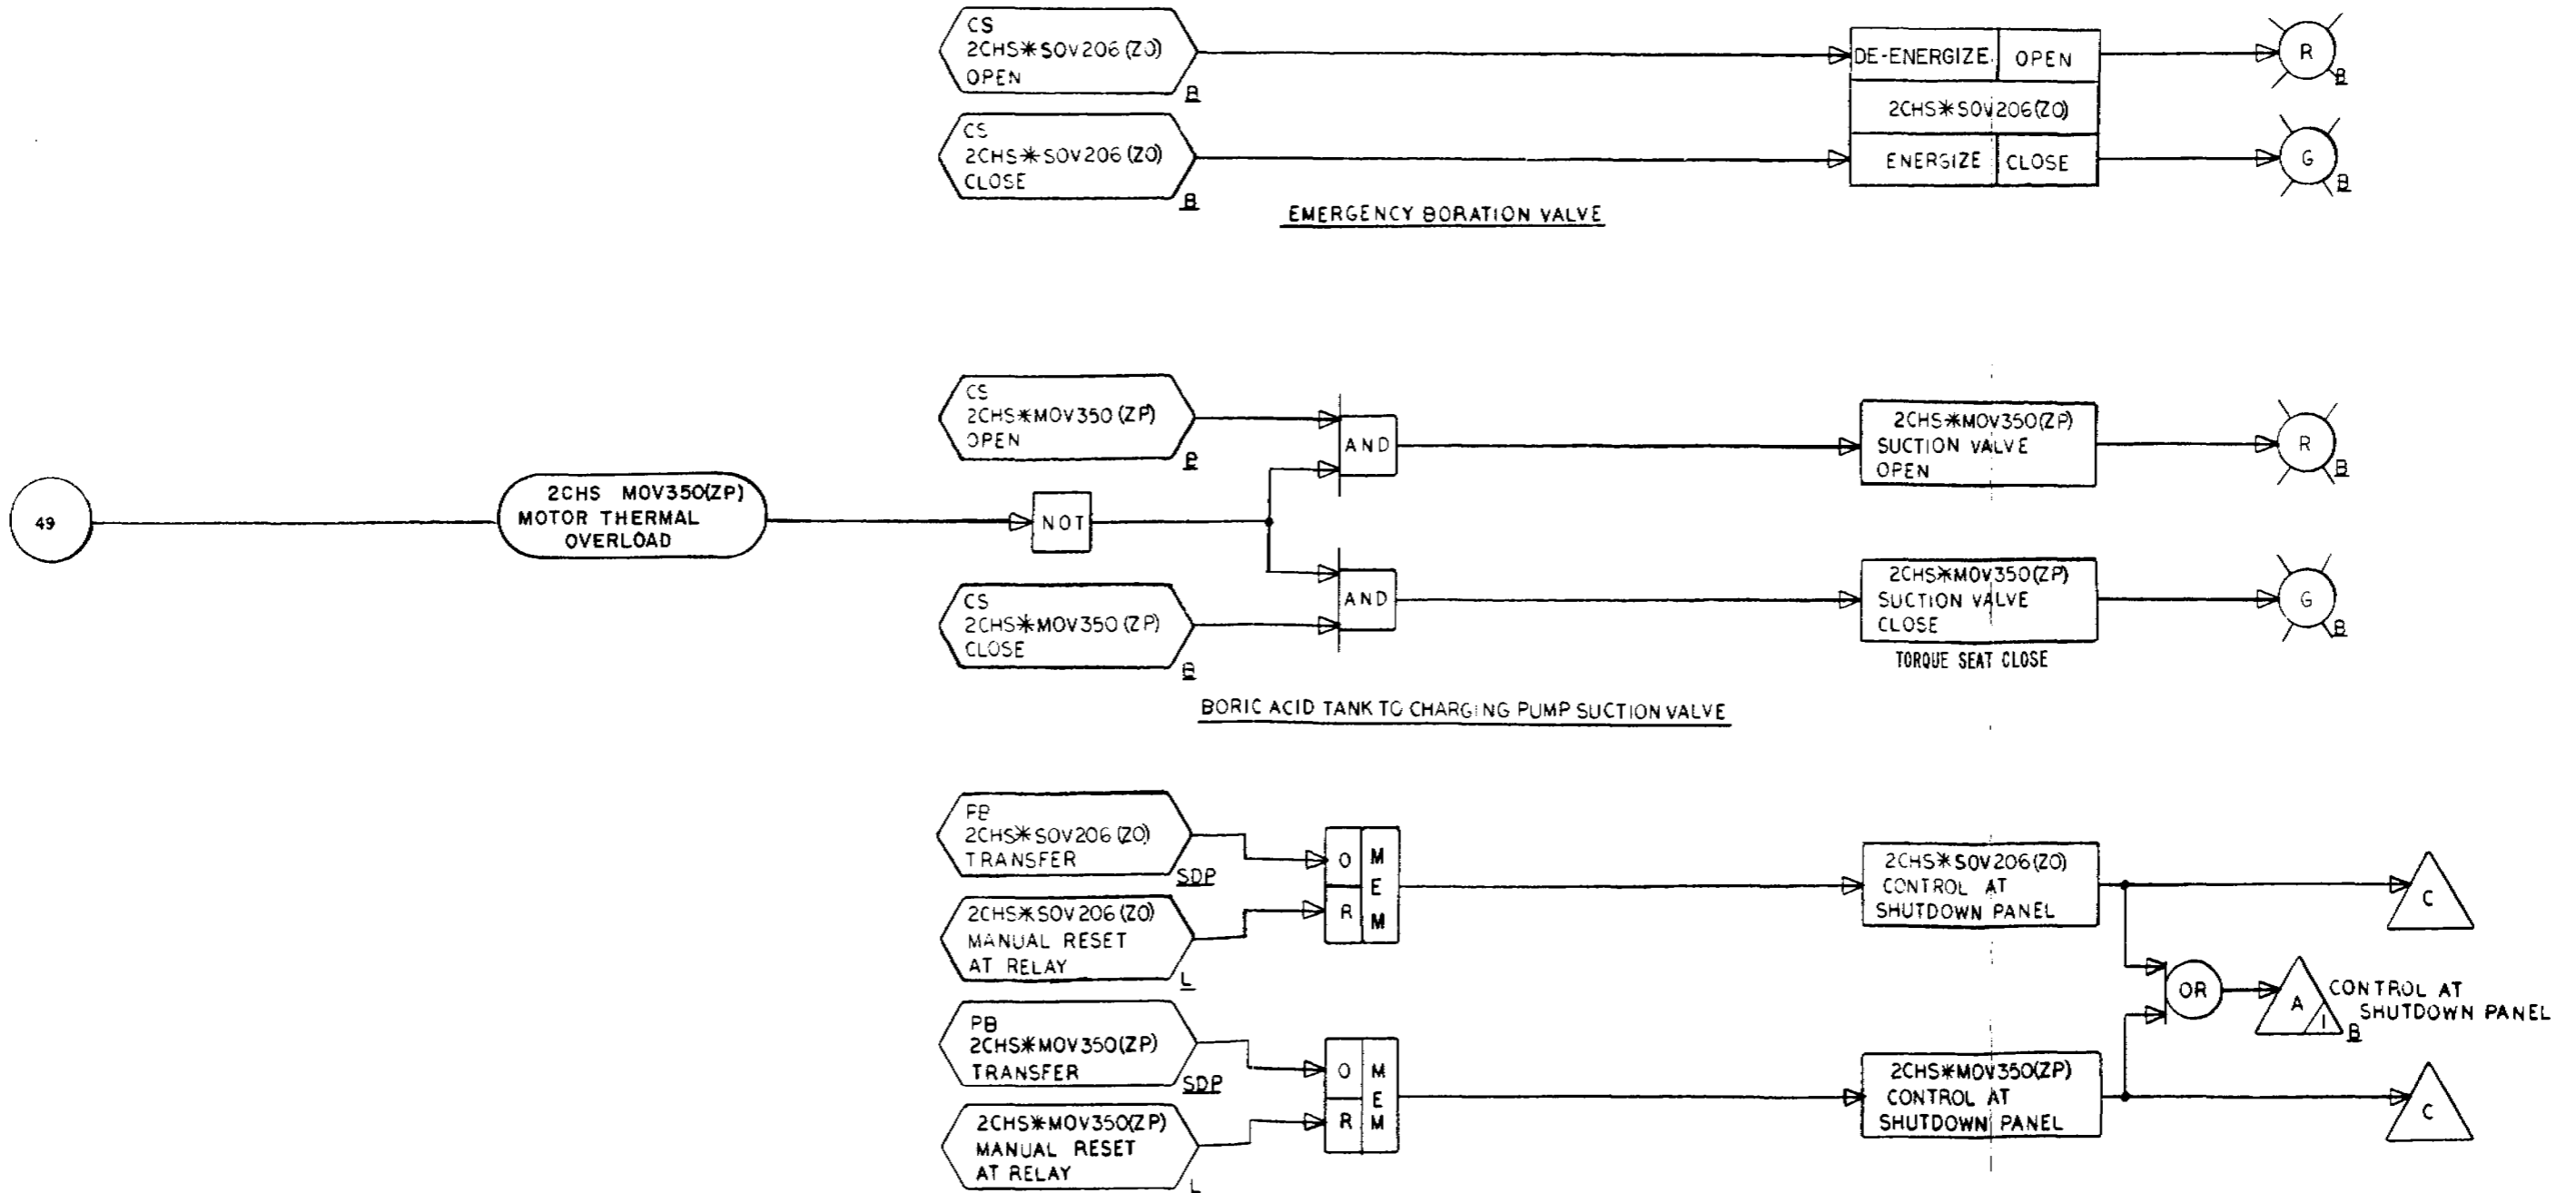 CS
2CHS*SOV206(ZO)
OPEN
B
DE-ENERGIZE OPEN
R
B
2CHS*SOV206(ZO)
CS
2CHS*SOV206(ZO)
CLOSE
B
ENERGIZE CLOSE
G
B
EMERGENCY BORATION VALVE
CS
2CHS*MOV350(ZP)
OPEN
B
AND
2CHS*MOV350(ZP)
SUCTION VALVE
OPEN
R
B
49
2CHS MOV350(ZP)
MOTOR THERMAL
OVERLOAD
NOT
CS
2CHS*MOV350(ZP)
CLOSE
B
AND
2CHS*MOV350(ZP)
SUCTION VALVE
CLOSE
TORQUE SEAT CLOSE
G
B
BORIC ACID TANK TO CHARGING PUMP SUCTION VALVE
PB
2CHS*SOV206(ZO)
TRANSFER
SDP
2CHS*SOV206(ZO)
MANUAL RESET
AT RELAY
L
O
R
MEM
2CHS*SOV206(ZO)
CONTROL AT
SHUTDOWN PANEL
C
OR
A
1
B
CONTROL AT
SHUTDOWN PANEL
PB
2CHS*MOV350(ZP)
TRANSFER
SDP
2CHS*MOV350(ZP)
MANUAL RESET
AT RELAY
L
O
R
MEM
2CHS*MOV350(ZP)
CONTROL AT
SHUTDOWN PANEL
C